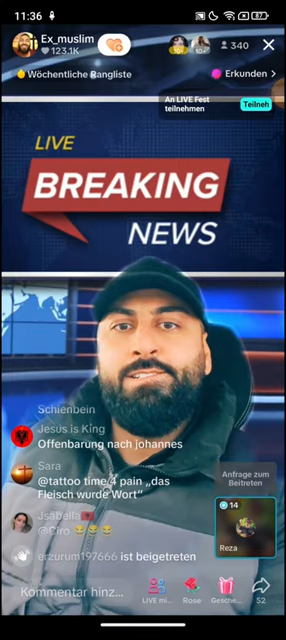 11:36
87
Ex_muslim
123.1K
340
Wöchentliche Rangliste
Erkunden >
An LIVE Fest
teilnehmen
Teilneh
LIVE
BREAKING
NEWS
Schienbein
Jesus is King
Offenbarung nach johannes
Sara
@tattoo time 4 pain „das
Fleisch wurde Wort“
Jsabella
@Ciro
erzurum197666 ist beigetreten
Anfrage zum
Beitreten
14
Reza
Kommentar hinz...
LIVE mi...
Rose
Gesche...
52